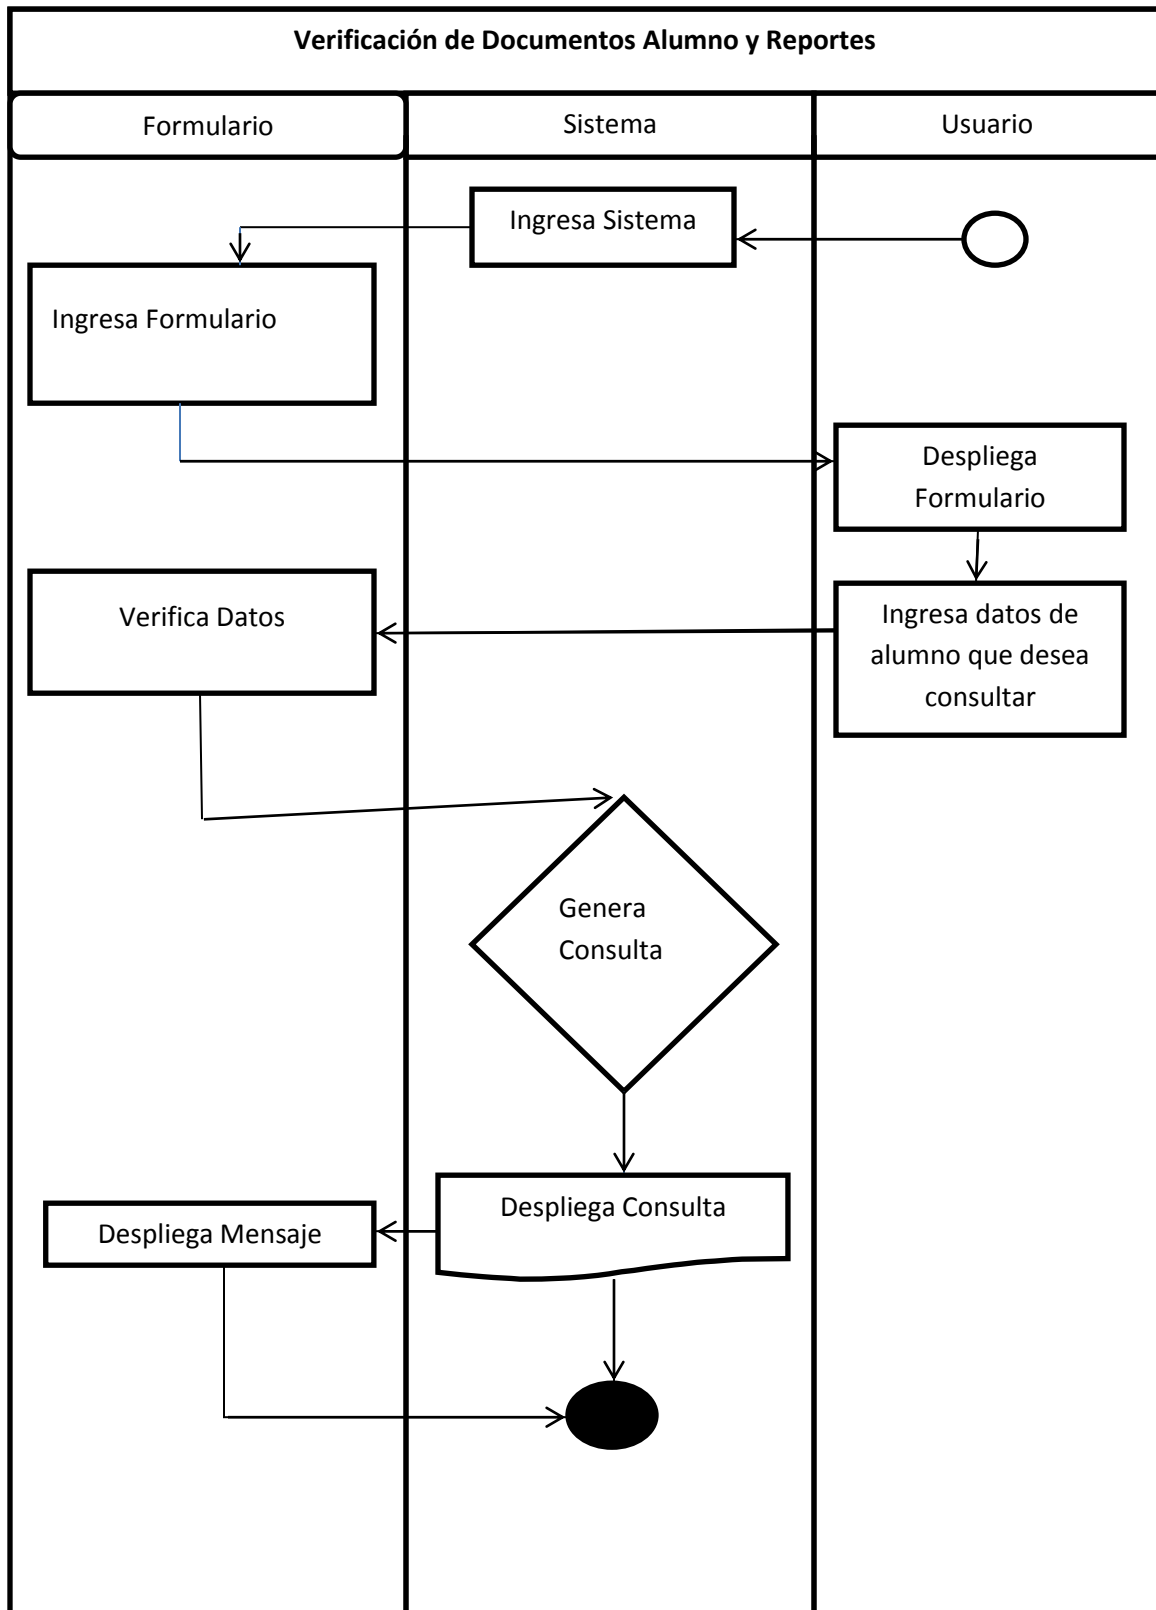 Verificación de Documentos Alumno y Reportes
Formulario
Sistema
Usuario
Ingresa Sistema
Ingresa Formulario
Despliega
Formulario
Verifica Datos
Ingresa datos de
alumno que desea
consultar
Genera
Consulta
Despliega Consulta
Despliega Mensaje